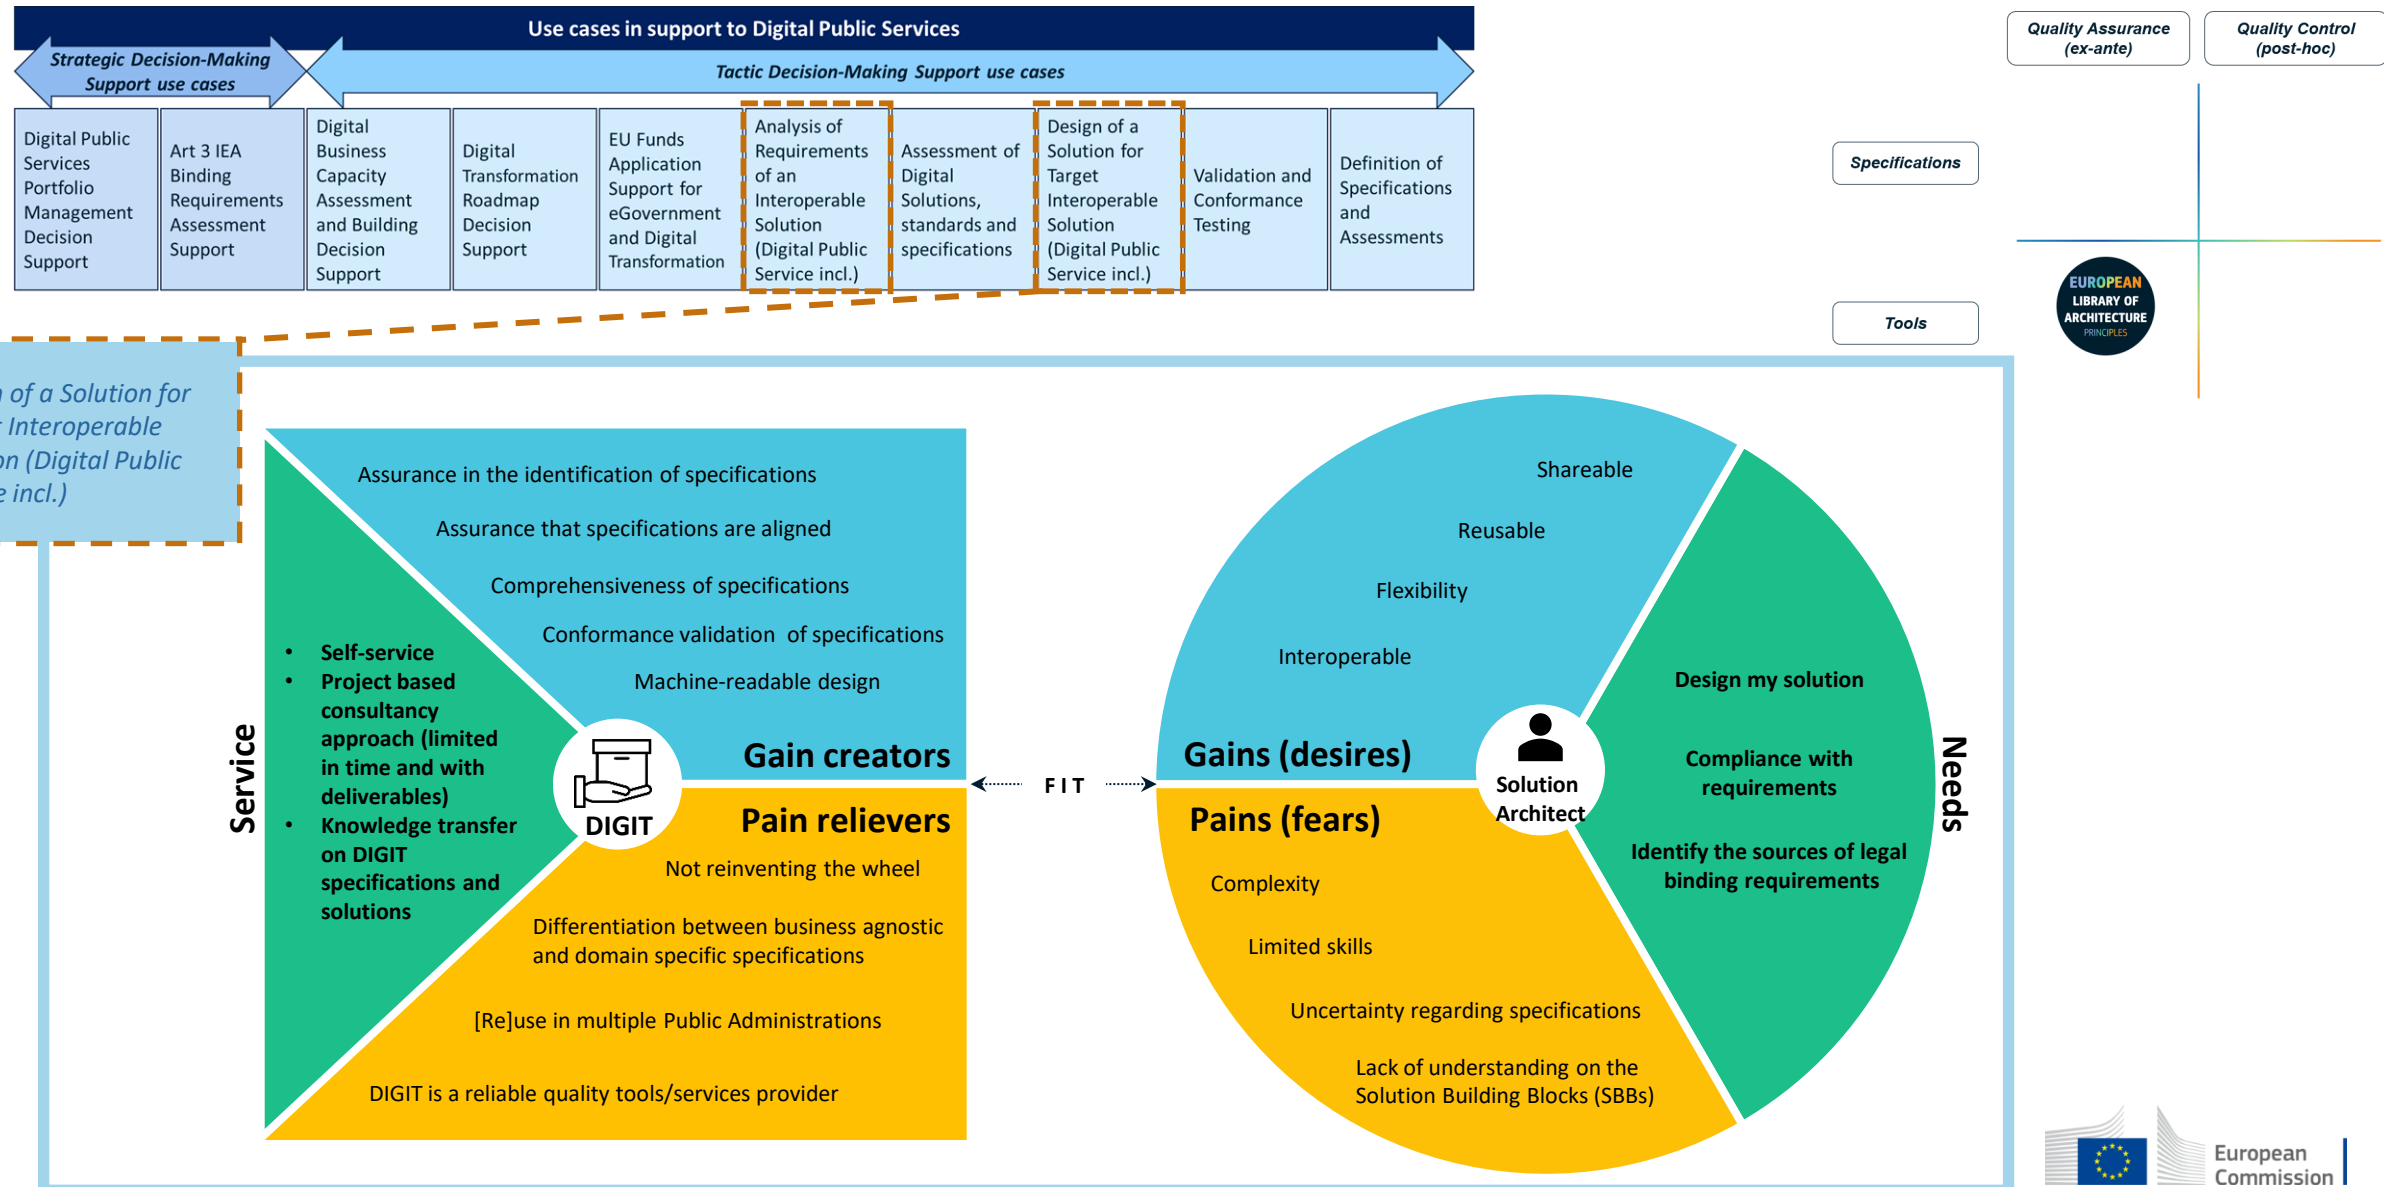 Use cases in support to Digital Public Services
Strategic Decision-Making
Support use cases
Tactic Decision-Making Support use cases
Digital Public
Services
Portfolio
Management
Decision
Support
Art 3 IEA
Binding
Requirements
Assessment
Support
Digital
Business
Capacity
Assessment
and Building
Decision
Support
Digital
Transformation
Roadmap
Decision
Support
EU Funds
Application
Support for
eGovernment
and Digital
Transformation
Analysis of
Requirements
of an
Interoperable
Solution
(Digital Public
Service incl.)
Assessment of
Digital
Solutions,
standards and
specifications
Design of a
Solution for
Target
Interoperable
Solution
(Digital Public
Service incl.)
Validation and
Conformance
Testing
Definition of
Specifications
and
Assessments
Quality Assurance
(ex-ante)
Quality Control
(post-hoc)
Specifications
Tools
EUROPEAN
LIBRARY OF
ARCHITECTURE
PRINCIPLES
of a Solution for
Interoperable
(Digital Public
incl.)
Service
• Self-service
• Project based
consultancy
approach (limited
in time and with
deliverables)
• Knowledge transfer
on DIGIT
specifications and
solutions
Assurance in the identification of specifications
Assurance that specifications are aligned
Comprehensiveness of specifications
Conformance validation of specifications
Machine-readable design
Gain creators
DIGIT
Pain relievers
Not reinventing the wheel
Differentiation between business agnostic
and domain specific specifications
[Re]use in multiple Public Administrations
DIGIT is a reliable quality tools/services provider
FIT
Shareable
Reusable
Flexibility
Interoperable
Gains (desires)
Solution
Architect
Pains (fears)
Complexity
Limited skills
Uncertainty regarding specifications
Lack of understanding on the
Solution Building Blocks (SBBs)
Design my solution
Compliance with
requirements
Identify the sources of legal
binding requirements
Needs
European
Commission